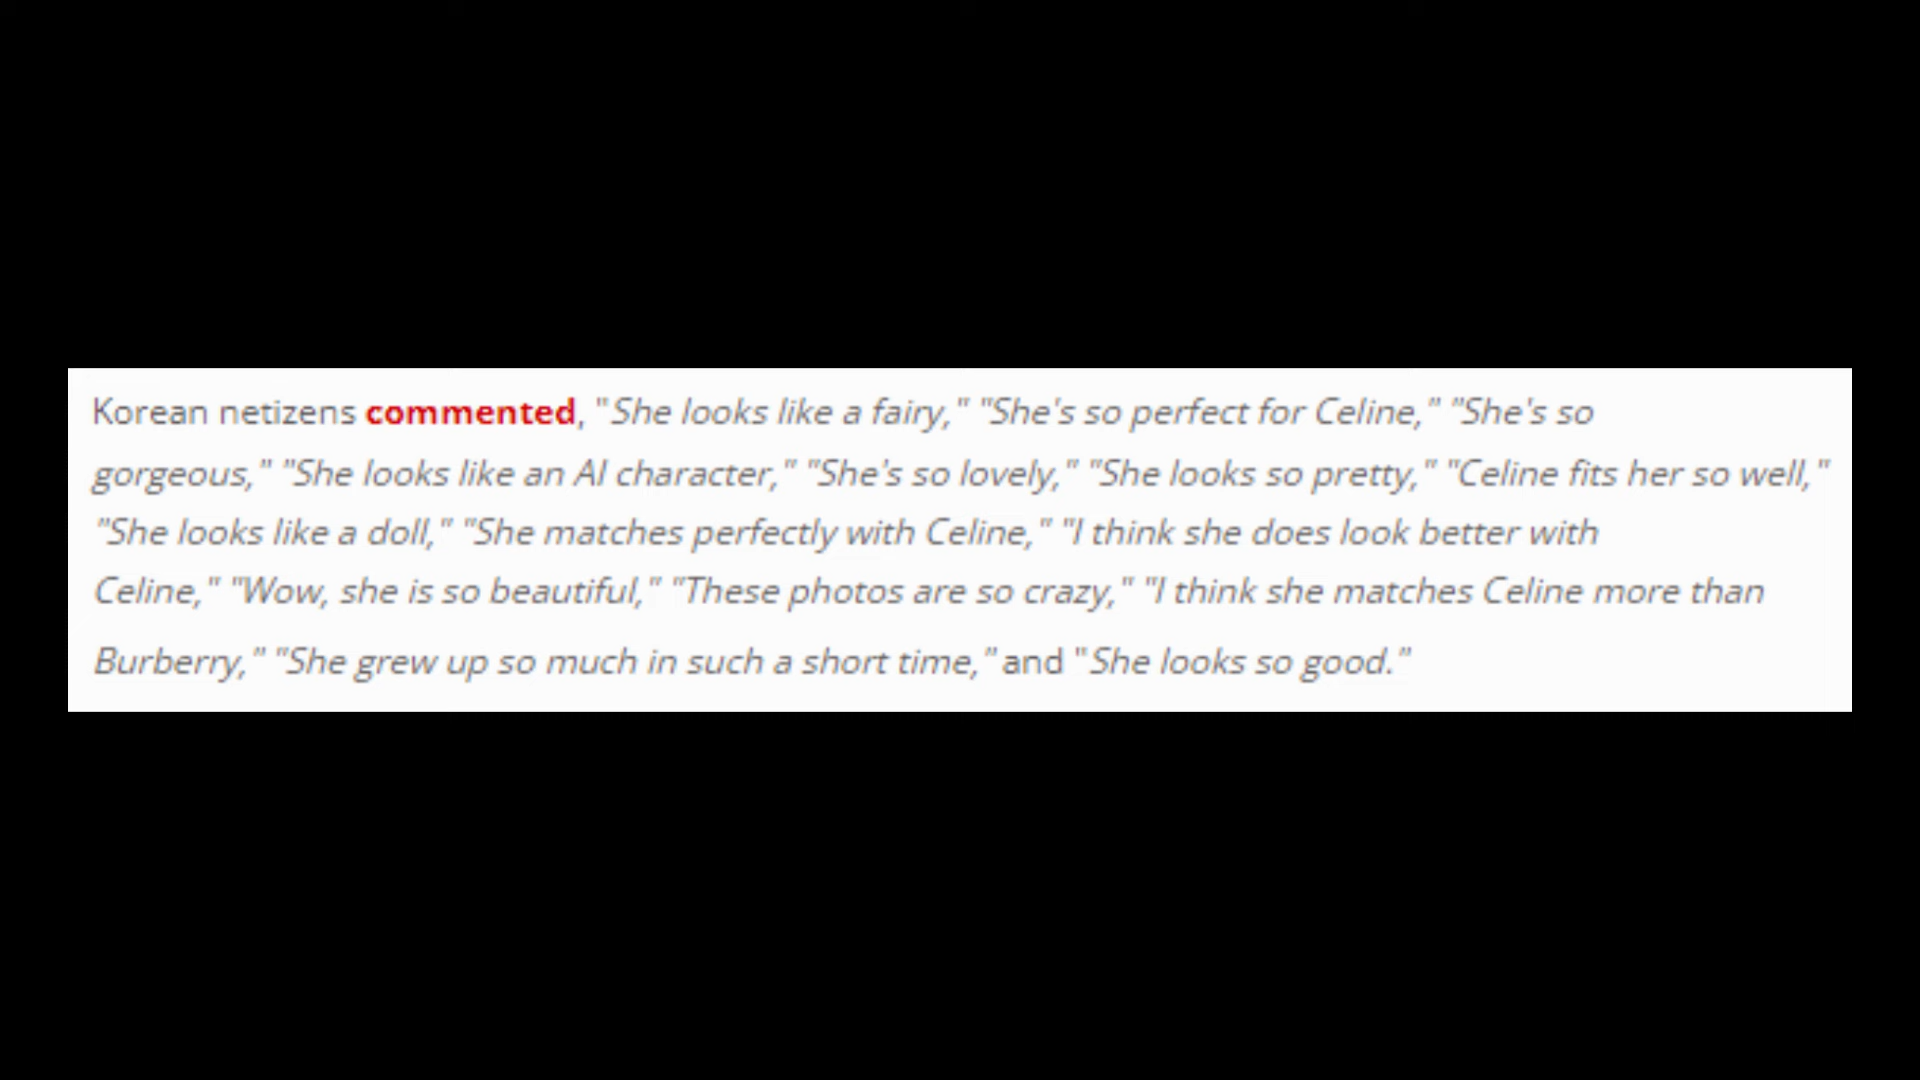 Korean netizens commented, "She looks like a fairy," "She's so perfect for Celine," "She's so
gorgeous," "She looks like an AI character," "She's so lovely," "She looks so pretty," "Celine fits her so well,"
"She looks like a doll," "She matches perfectly with Celine," "I think she does look better with
Celine," "Wow, she is so beautiful," "These photos are so crazy," "I think she matches Celine more than
Burberry," "She grew up so much in such a short time," and "She looks so good."